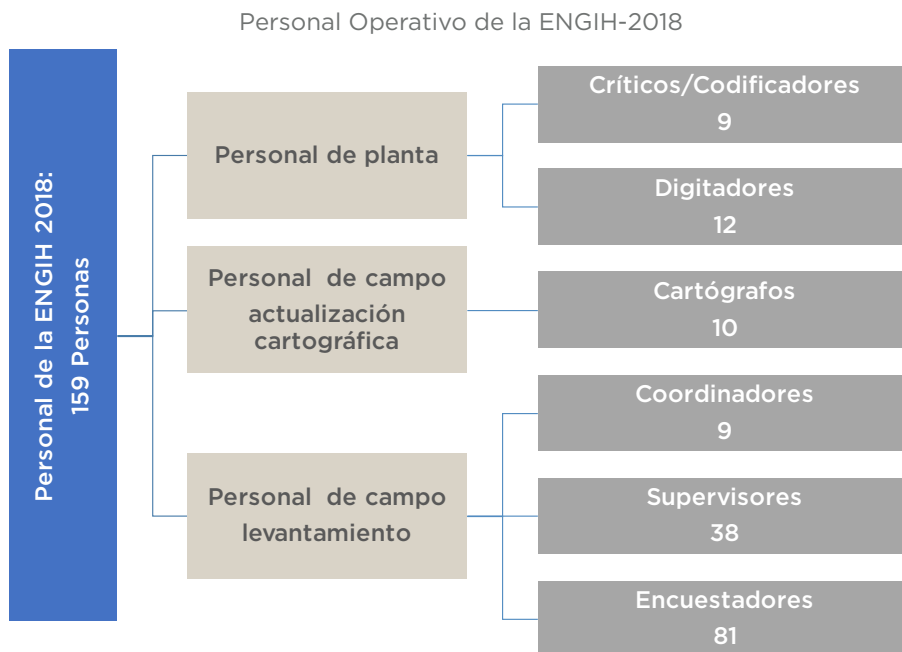 Personal Operativo de la ENGIH-2018
Personal de la ENGIH 2018:
159 Personas
Personal de planta
Críticos/Codificadores
9
Digitadores
12
Personal de campo
actualización
cartográfica
Cartógrafos
10
Personal de campo
levantamiento
Coordinadores
9
Supervisores
38
Encuestadores
81